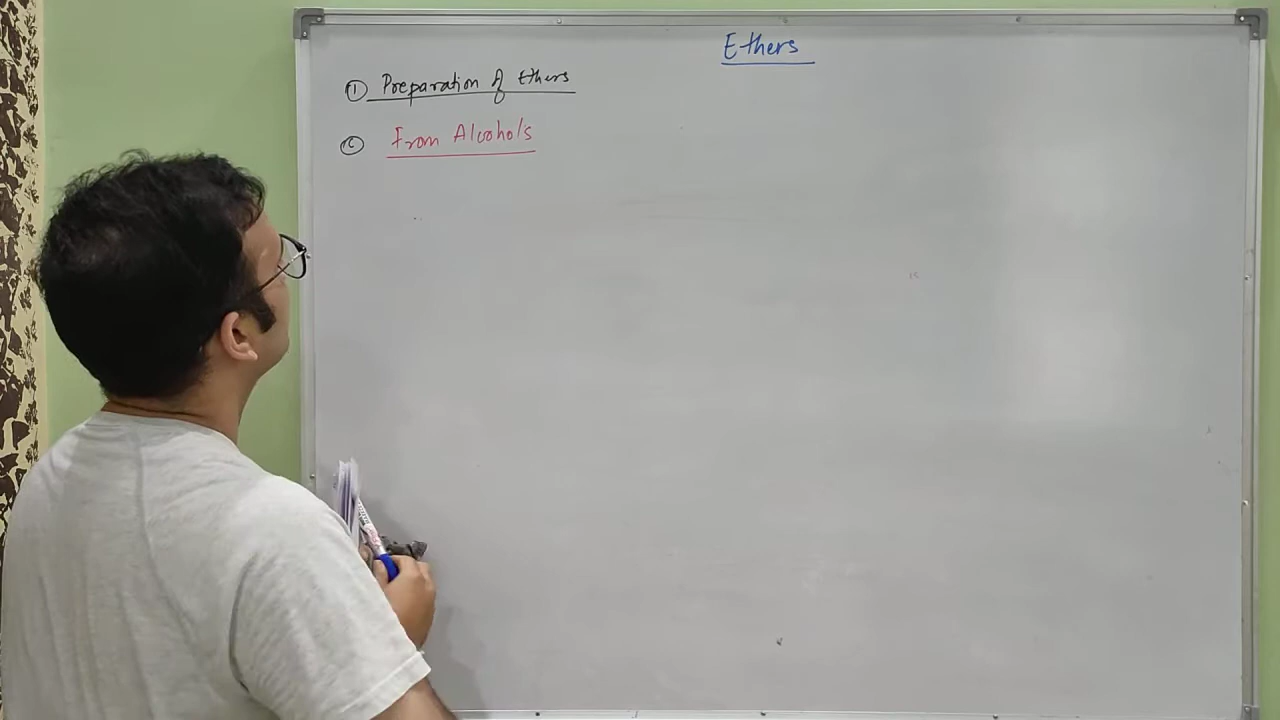 Ethers
① Preparation of Ethers
ⓒ From Alcohols